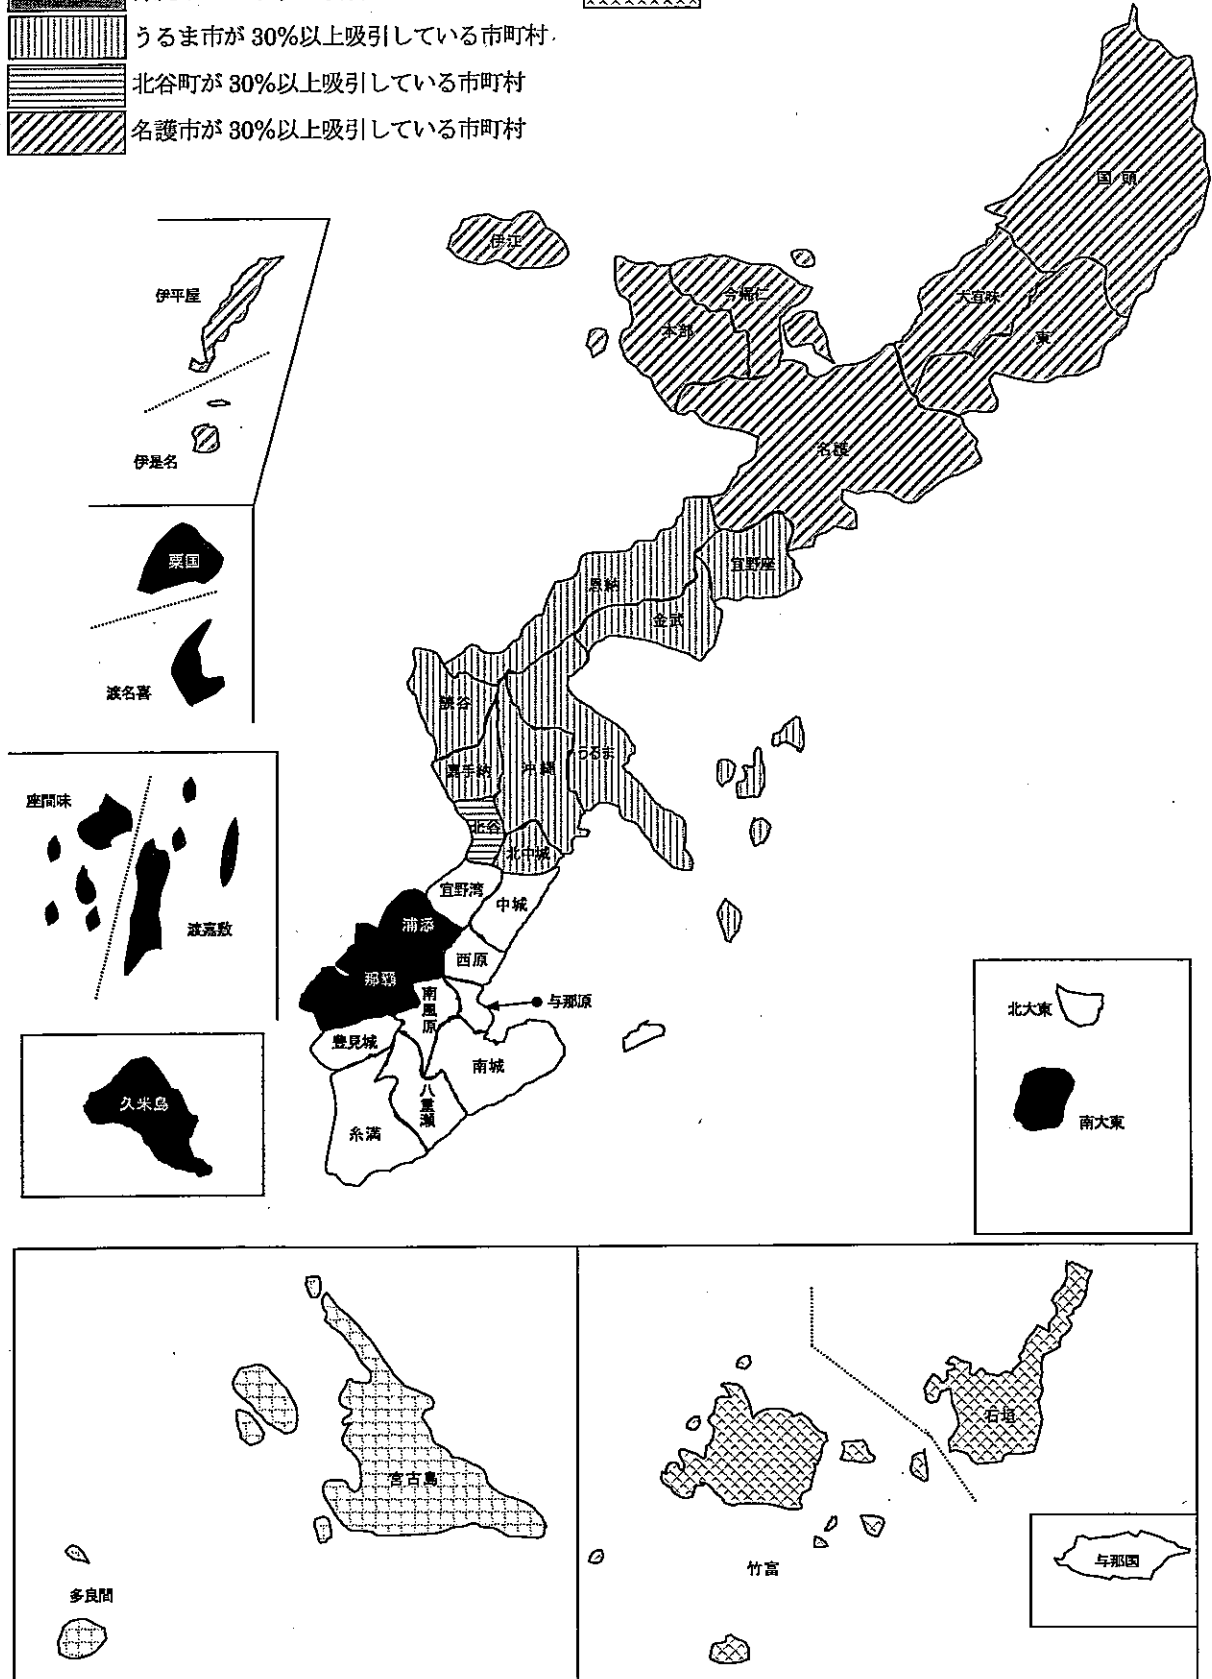 うるま市が 30%以上吸引している市町村
北谷町が 30%以上吸引している市町村
名護市が 30%以上吸引している市町村
国頭
伊江
伊平屋
今帰仁
大宜味
本部
東
名護
伊是名
粟国
宜野座
恩納
金武
渡名喜
読谷
うるま
嘉手納
沖縄
座間味
北谷
北中城
宜野湾
中城
浦添
渡嘉敷
西原
那覇
南風原
与那原
北大東
豊見城
南城
久米島
八重瀬
南大東
糸満
石垣
宮古島
与那国
竹富
多良間